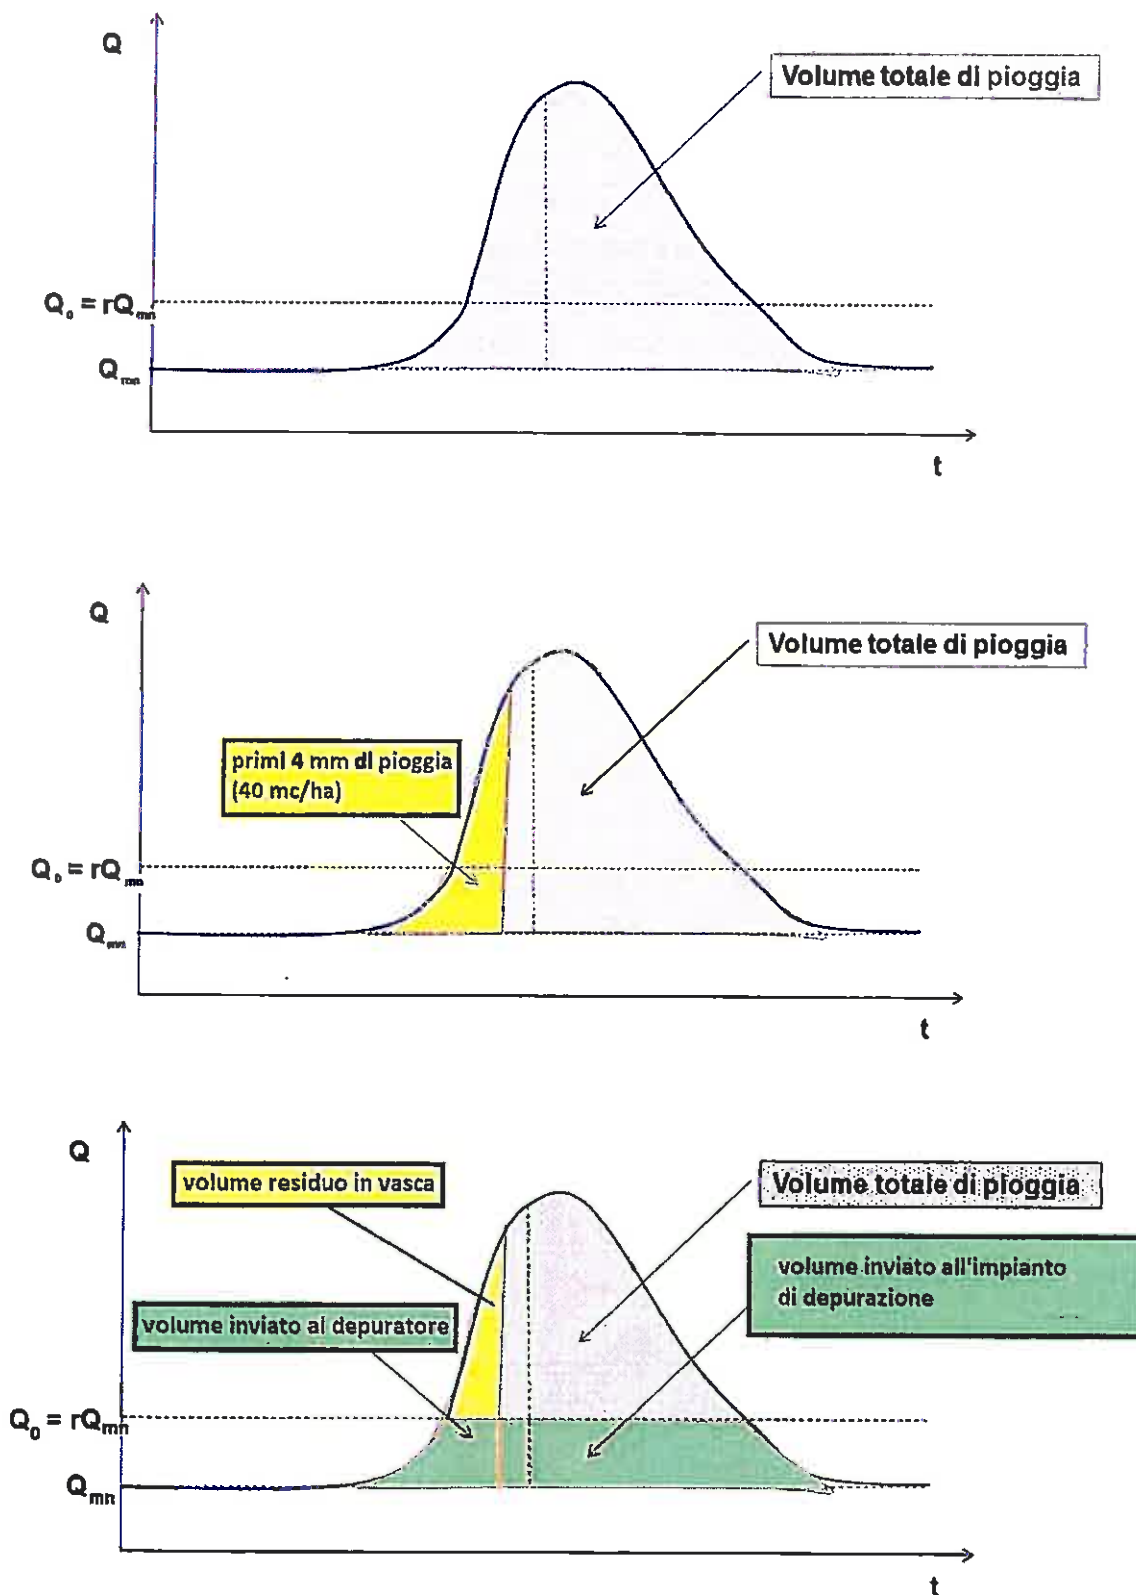 Q
Volume totale di pioggia
Q₀ = rQmn
Qmn
t
Q
Volume totale di pioggia
primi 4 mm di pioggia
(40 mc/ha)
Q₀ = rQmn
Qmn
t
Q
volume residuo in vasca
Volume totale di pioggia
volume inviato all'impianto
di depurazione
volume inviato al depuratore
Q₀ = rQmn
Qmn
t